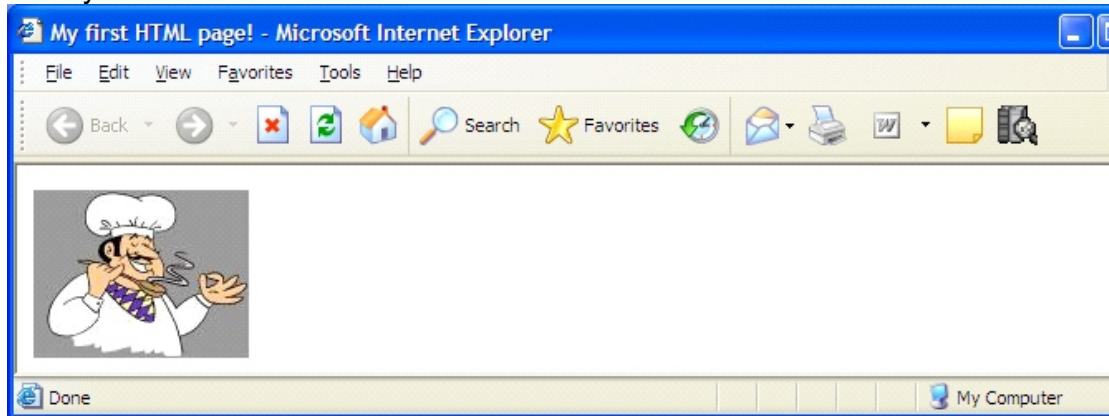 My first HTML page! - Microsoft Internet Explorer
File Edit View Favorites Tools Help
Back Search Favorites W
Done My Computer